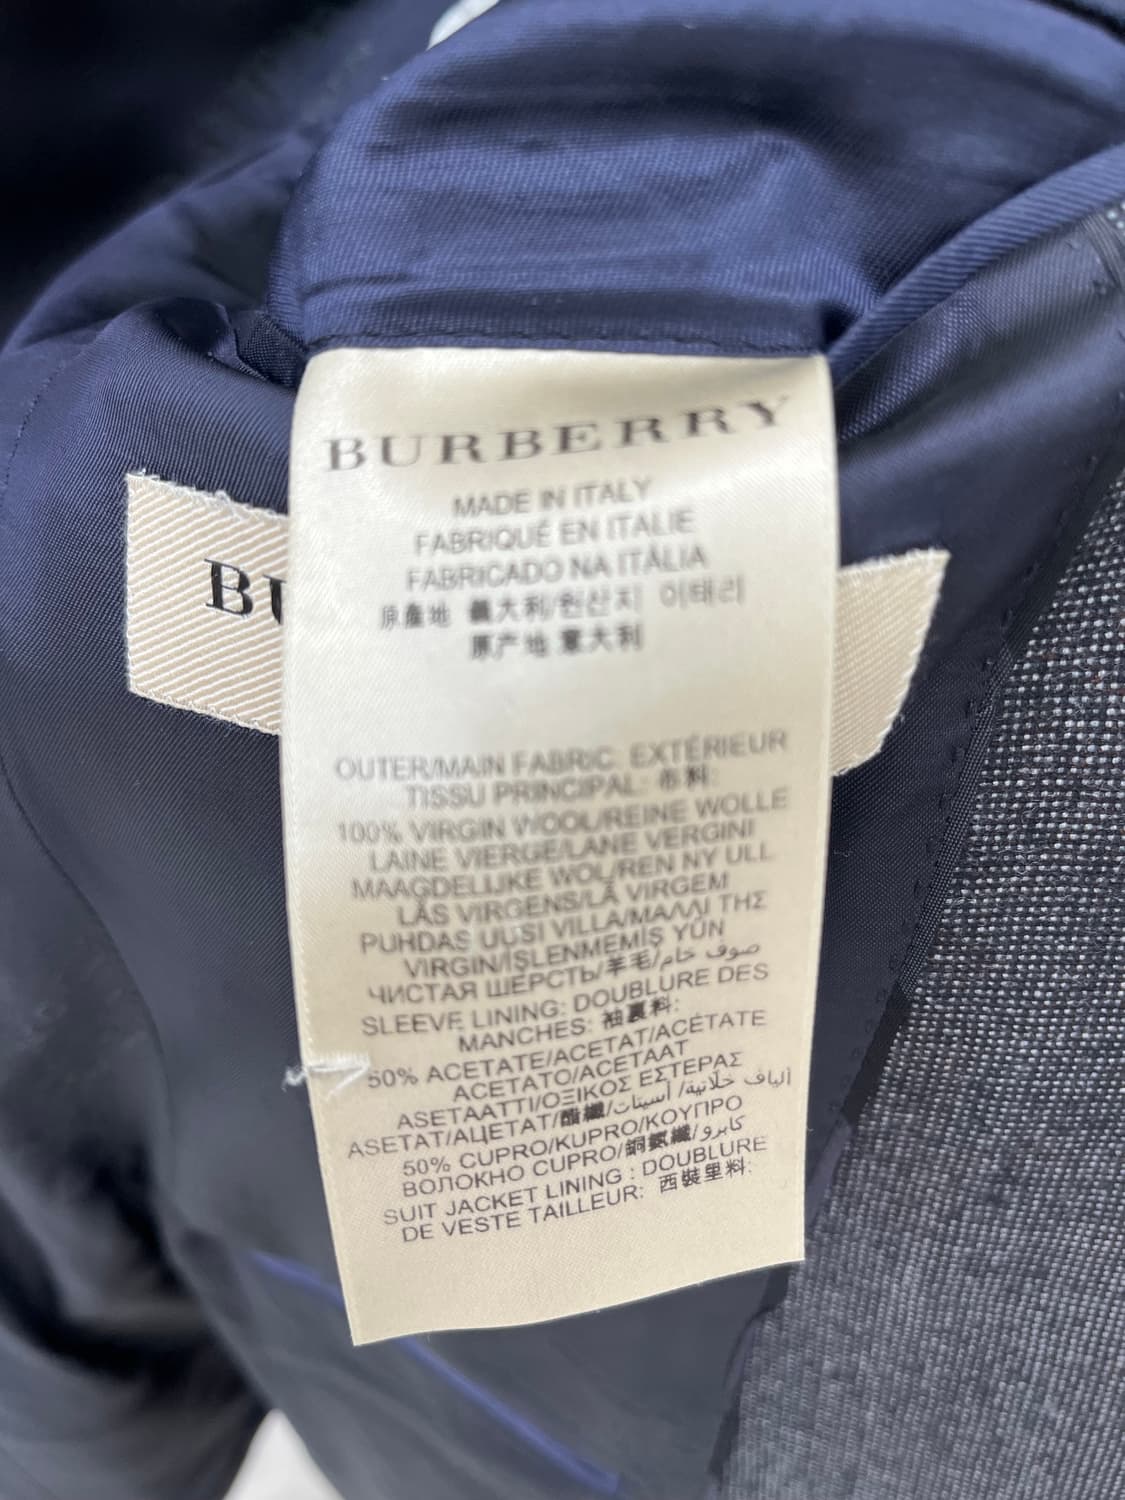 BURBERRY
MADE IN ITALY
FABRIQUÉ EN ITALIE
FABRICADO NA ITÁLIA
原產地 義大利/원산지 이태리
原产地 意大利
BU
OUTER/MAIN FABRIC: EXTÉRIEUR
TISSU PRINCIPAL: 布料:
100% VIRGIN WOOL/REINE WOLLE
LAINE VIERGE/LANE VERGINI
MAAGDELIJKE WOL/REN NY ULL
LÃS VIRGENS/LÃ VIRGEM
PUHDAS UUSI VILLA/ΜΑΛΛΙ ΤΗΣ
VIRGIN/İŞLENMEMİŞ YÜN
ЧИСТАЯ ШЕРСТЬ/羊毛/صوف خام
SLEEVE LINING: DOUBLURE DES
MANCHES: 袖裏料:
50% ACETATE/ACETAT/ACÉTATE
ACETATO/ACETAAT
ASETAATTI/ΟΞΙΚΟΣ ΕΣΤΕΡΑΣ
ASETAT/АЦЕТАТ/醋纖/ألياف خلاتية/ أسيتات
50% CUPRO/KUPRO/ΚΟΥΠΡΟ
ВОЛОКНО CUPRO/銅氨纖/كابرو
SUIT JACKET LINING : DOUBLURE
DE VESTE TAILLEUR: 西裝里料: